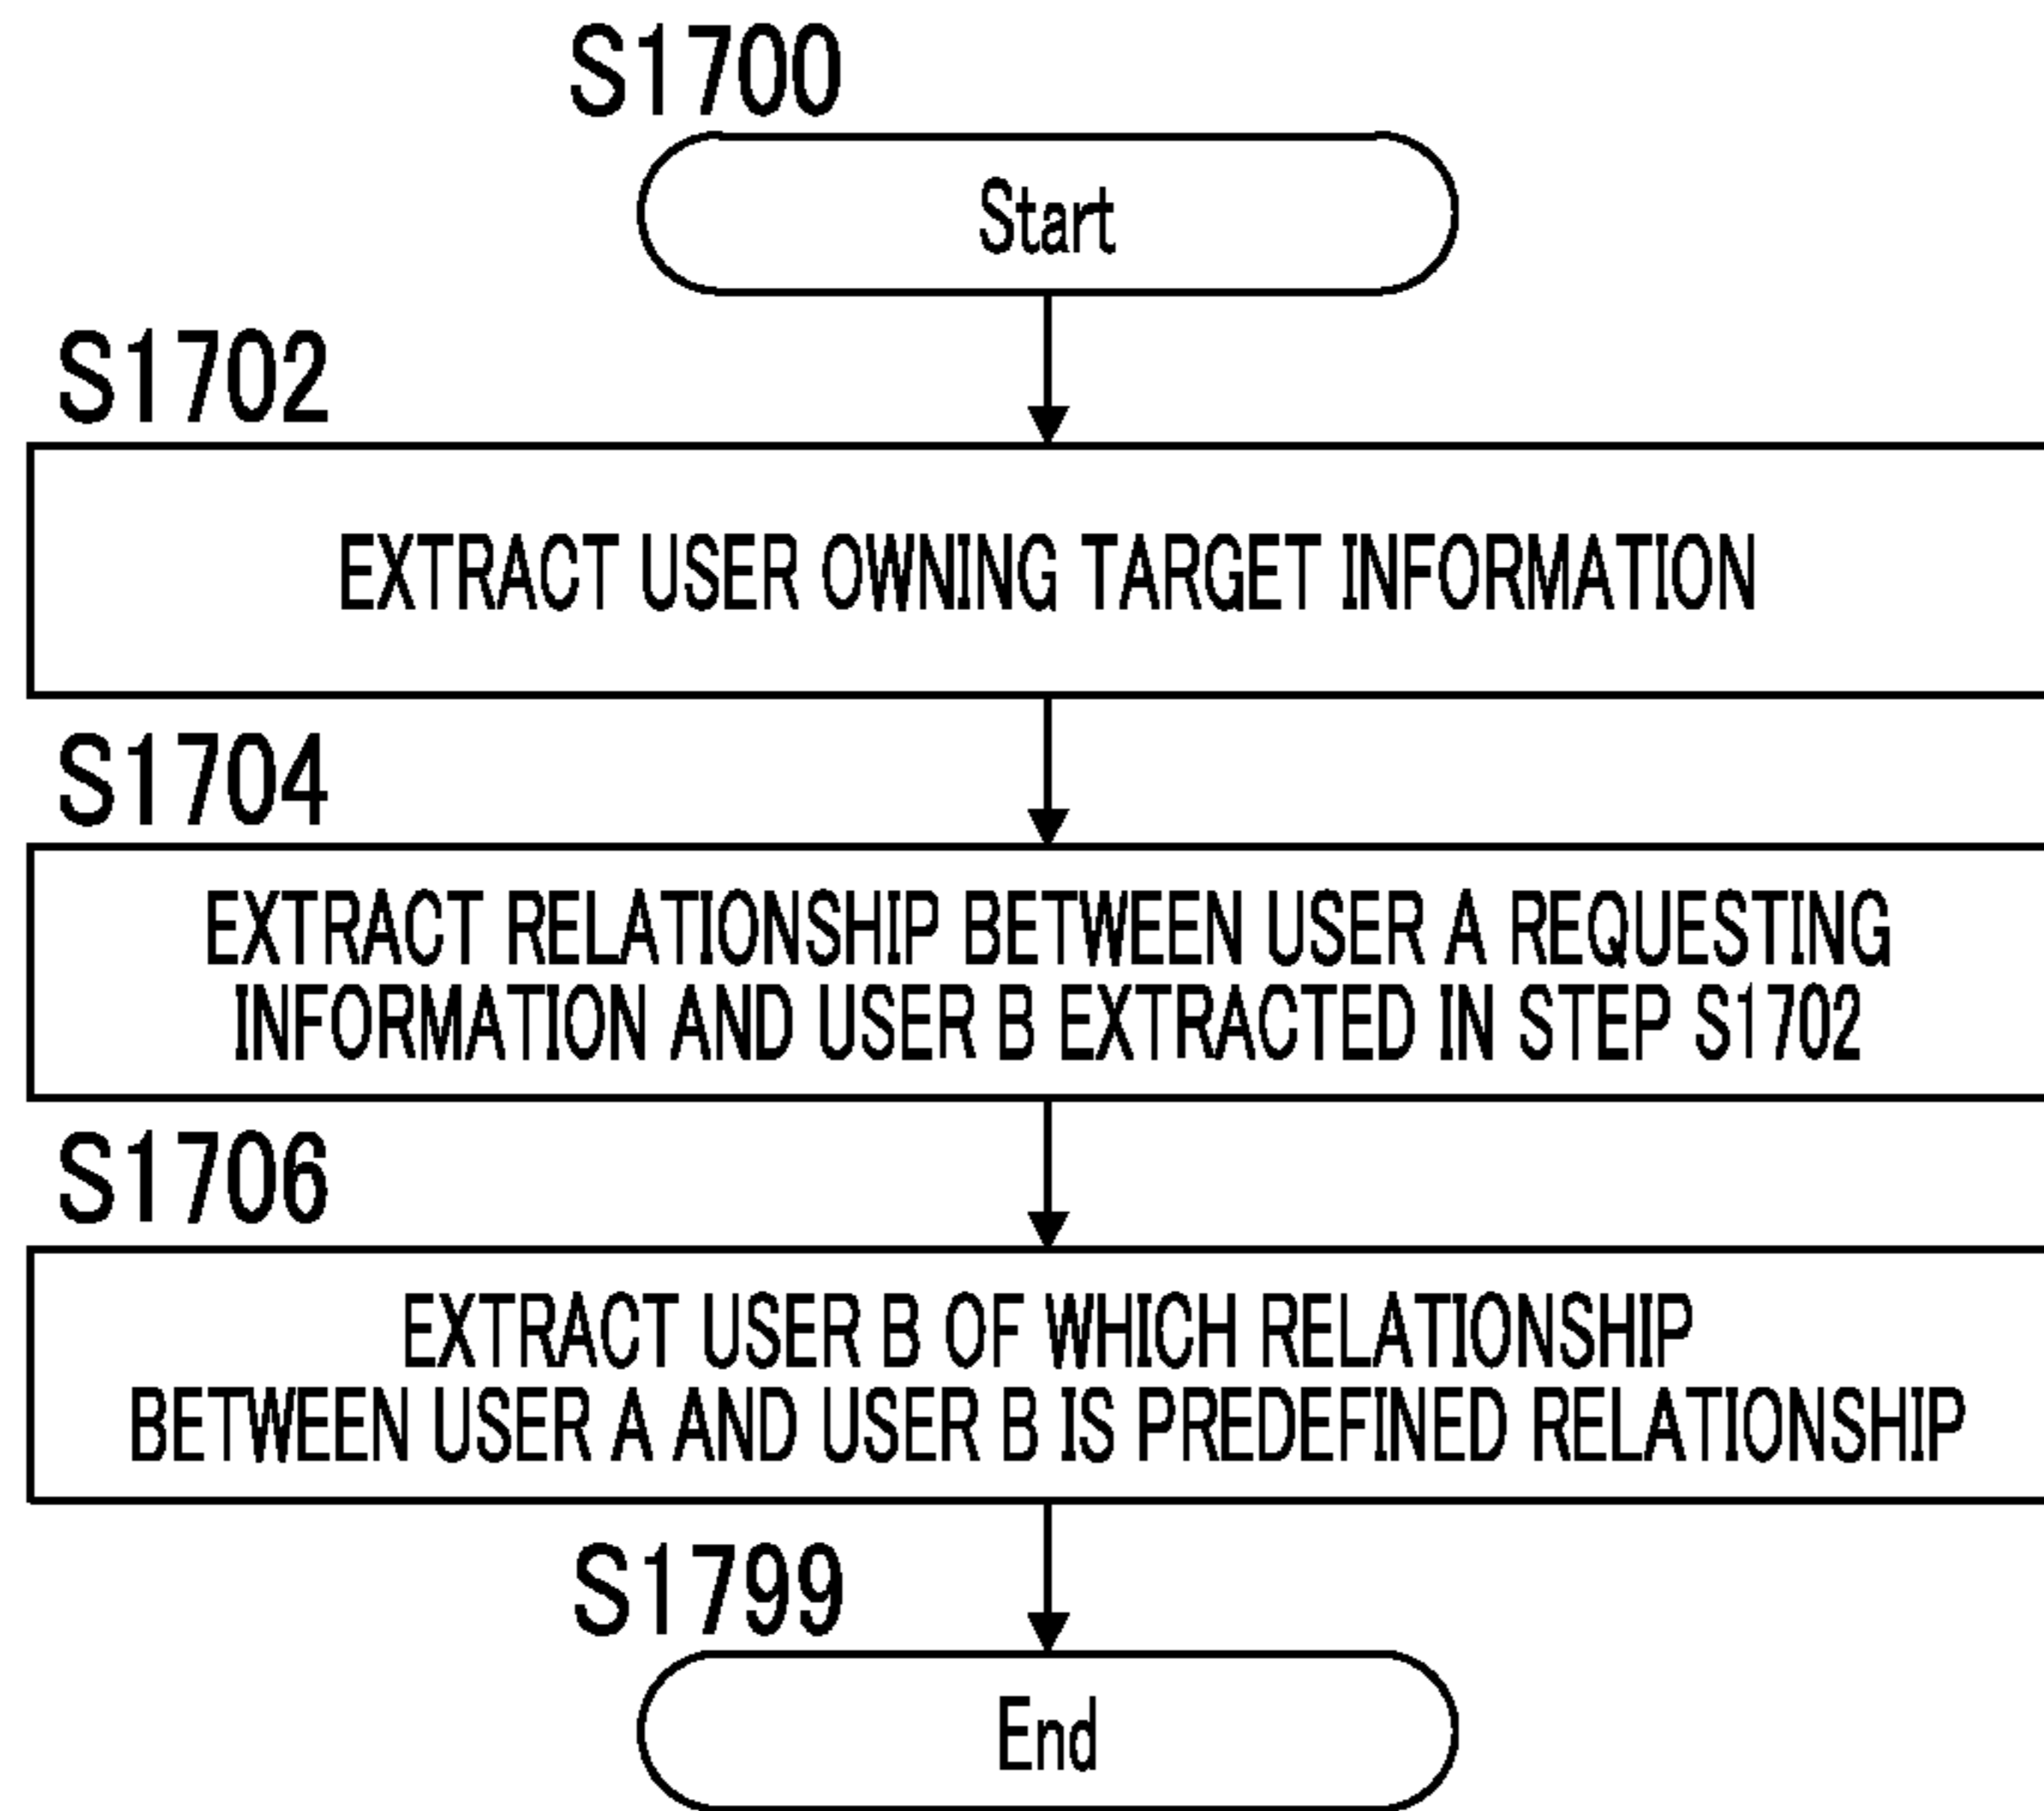 S1700
Start
S1702
EXTRACT USER OWNING TARGET INFORMATION
S1704
EXTRACT RELATIONSHIP BETWEEN USER A REQUESTING
INFORMATION AND USER B EXTRACTED IN STEP S1702
S1706
EXTRACT USER B OF WHICH RELATIONSHIP
BETWEEN USER A AND USER B IS PREDEFINED RELATIONSHIP
S1799
End